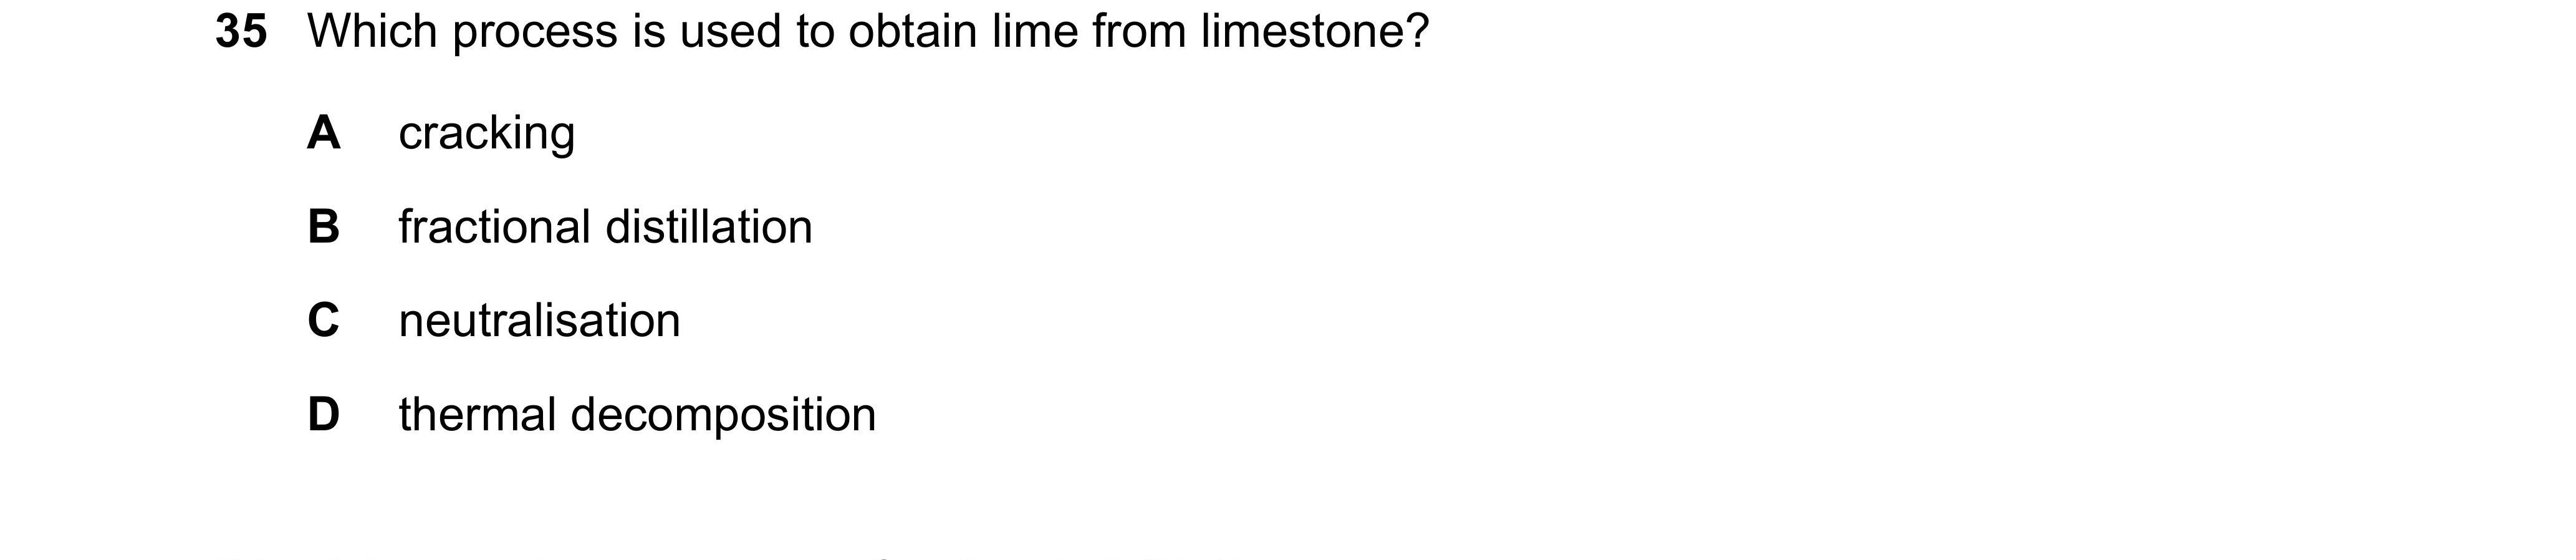 35 Which process is used to obtain lime from limestone?
A cracking
B fractional distillation
C neutralisation
D thermal decomposition